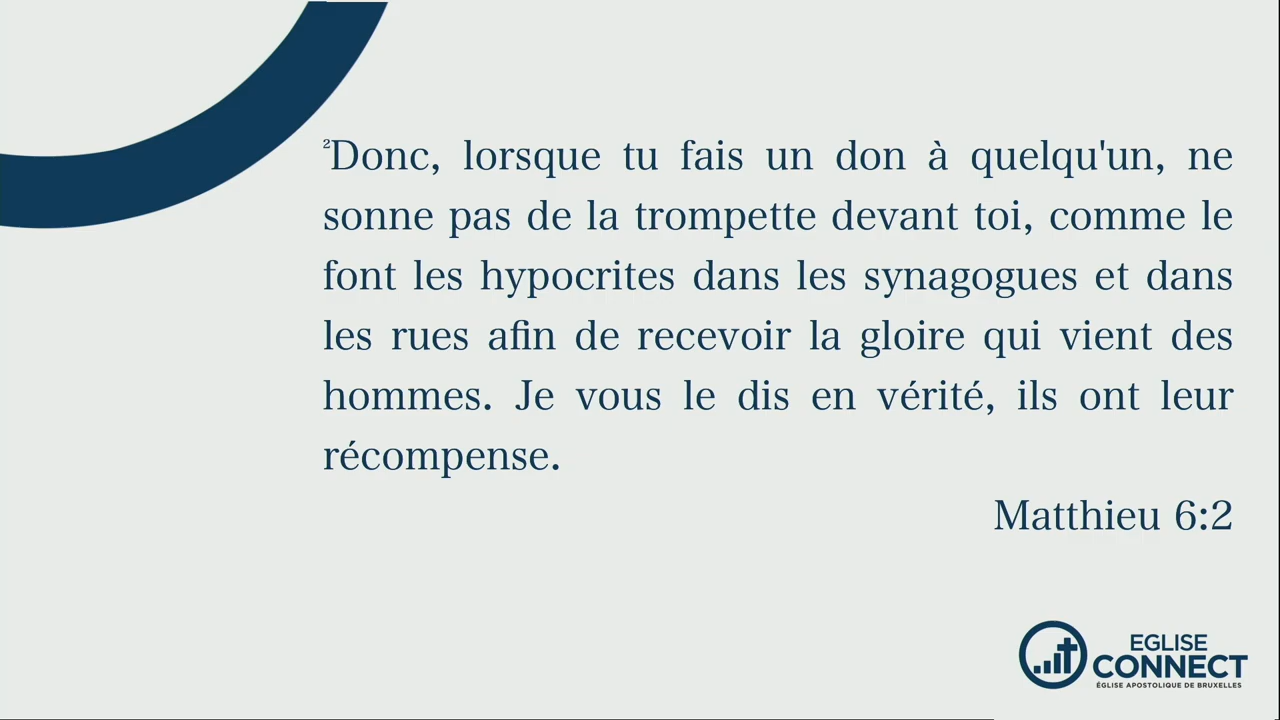 ²Donc, lorsque tu fais un don à quelqu'un, ne
sonne pas de la trompette devant toi, comme le
font les hypocrites dans les synagogues et dans
les rues afin de recevoir la gloire qui vient des
hommes. Je vous le dis en vérité, ils ont leur
récompense.
Matthieu 6:2
EGLISE
CONNECT
ÉGLISE APOSTOLIQUE DE BRUXELLES